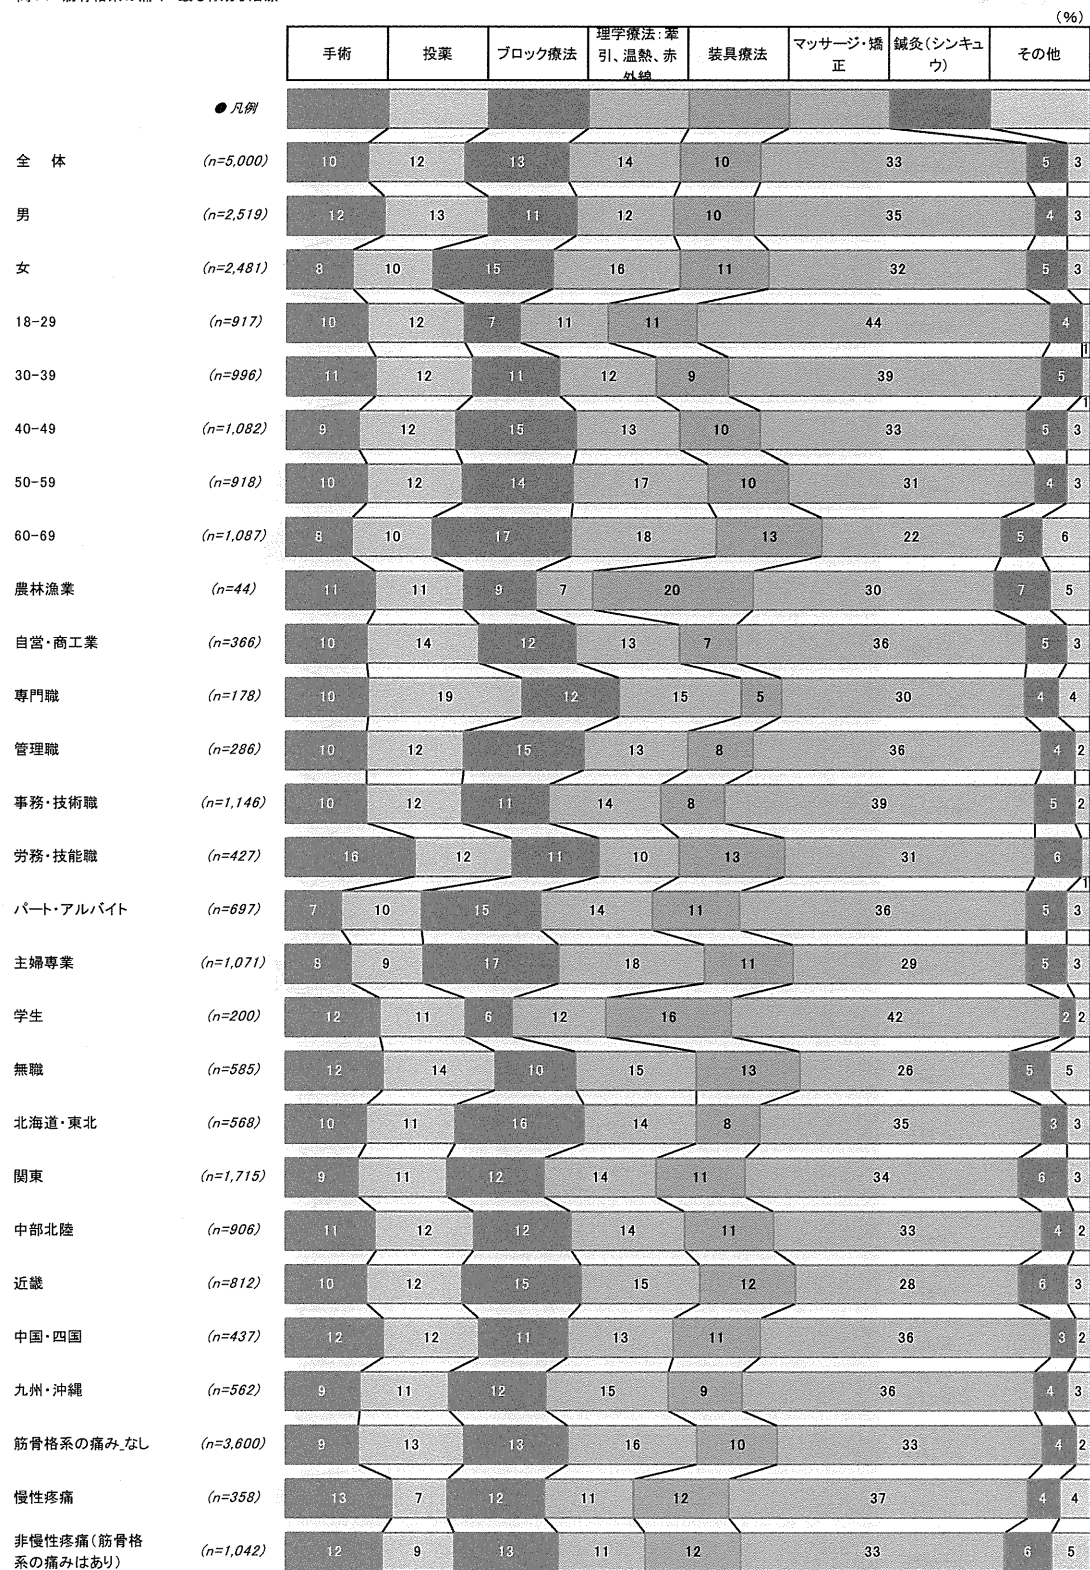 (%)
手術 投薬 ブロック療法 理学療法：牽引、温熱、赤外線 装具療法 マッサージ・矯正 鍼灸(シンキュウ) その他
●凡例
全 体 (n=5,000) 10 12 13 14 10 33 5 3
男 (n=2,519) 12 13 11 12 10 35 4 3
女 (n=2,481) 8 10 15 16 11 32 5 3
18-29 (n=917) 10 12 7 11 11 44 4 1
30-39 (n=996) 11 12 11 12 9 39 5 1
40-49 (n=1,082) 9 12 15 13 10 33 5 3
50-59 (n=918) 10 12 14 17 10 31 4 3
60-69 (n=1,087) 8 10 17 18 13 22 5 6
農林漁業 (n=44) 11 11 9 7 20 30 7 5
自営・商工業 (n=366) 10 14 12 13 7 36 5 3
専門職 (n=178) 10 19 12 15 5 30 4 4
管理職 (n=286) 10 12 15 13 8 36 4 2
事務・技術職 (n=1,146) 10 12 11 14 8 39 5 2
労務・技能職 (n=427) 16 12 11 10 13 31 6 1
パート・アルバイト (n=697) 7 10 15 14 11 36 5 3
主婦専業 (n=1,071) 8 9 17 18 11 29 5 3
学生 (n=200) 12 11 6 12 16 42 2 2
無職 (n=585) 12 14 10 15 13 26 5 5
北海道・東北 (n=568) 10 11 16 14 8 35 3 3
関東 (n=1,715) 9 11 12 14 11 34 6 3
中部北陸 (n=906) 11 12 12 14 11 33 4 2
近畿 (n=812) 10 12 15 15 12 28 6 3
中国・四国 (n=437) 12 12 11 13 11 36 3 2
九州・沖縄 (n=562) 9 11 12 15 9 36 4 3
筋骨格系の痛み_なし (n=3,600) 9 13 13 16 10 33 4 2
慢性疼痛 (n=358) 13 7 12 11 12 37 4 4
非慢性疼痛(筋骨格
系の痛みはあり) (n=1,042) 12 9 13 11 12 33 6 5